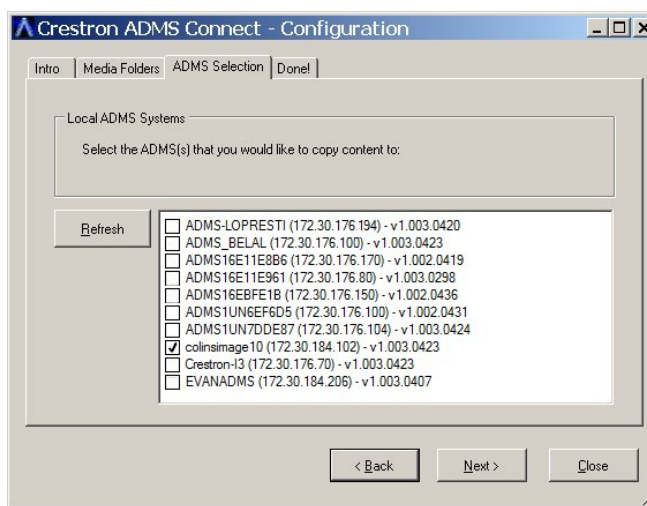 Crestron ADMS Connect - Configuration
Intro Media Folders ADMS Selection Done!
Local ADMS Systems
Select the ADMS(s) that you would like to copy content to:
Refresh
ADMS-LOPRESTI (172.30.176.194) - v1.003.0420
ADMS_BELAL (172.30.176.100) - v1.003.0423
ADMS16E11E8B6 (172.30.176.170) - v1.002.0419
ADMS16E11E961 (172.30.176.80) - v1.003.0298
ADMS16EBFE1B (172.30.176.150) - v1.002.0436
ADMS1UN6EF6D5 (172.30.176.100) - v1.002.0431
ADMS1UN7DDE87 (172.30.176.104) - v1.003.0424
colinsimage10 (172.30.184.102) - v1.003.0423
Crestron-I3 (172.30.176.70) - v1.003.0423
EVANADMS (172.30.184.206) - v1.003.0407
< Back Next > Close